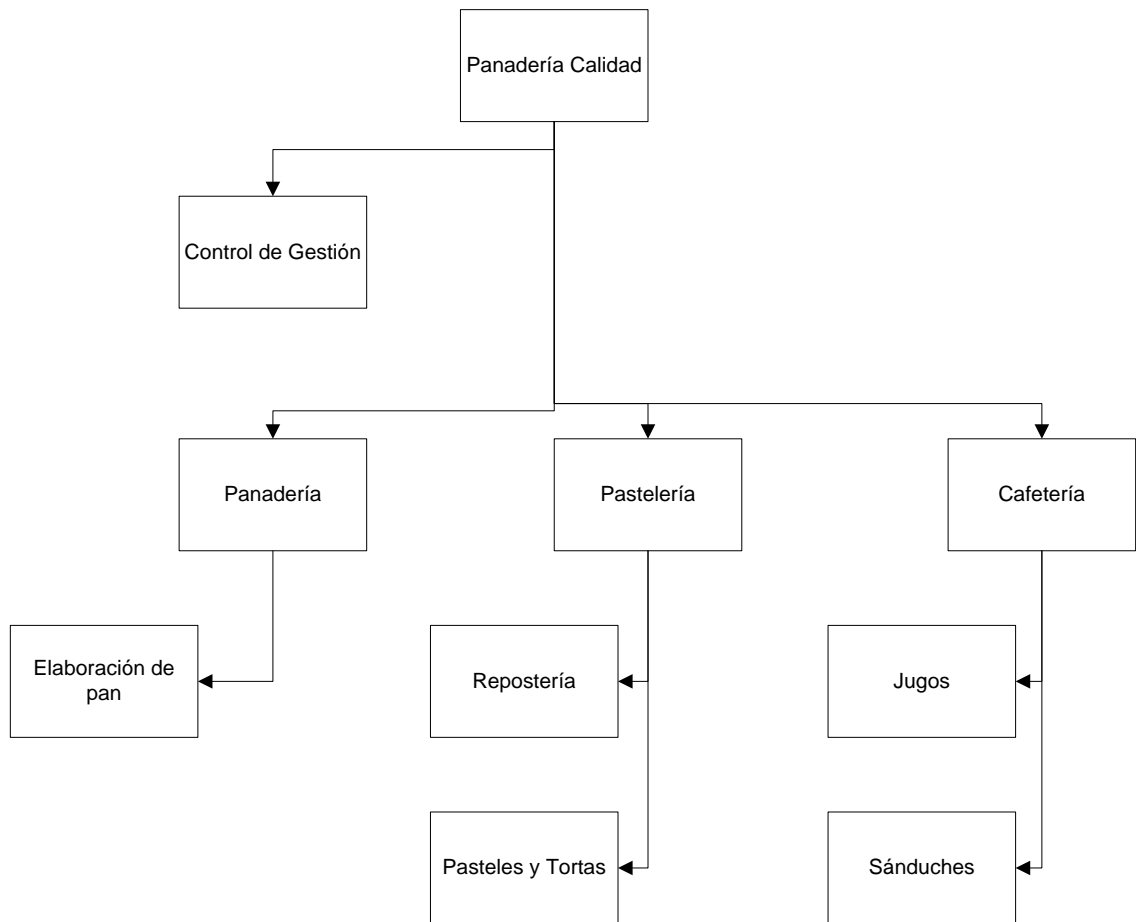 Panadería Calidad
Control de Gestión
Panadería
Pastelería
Cafetería
Elaboración de
pan
Repostería
Jugos
Pasteles y Tortas
Sánduches